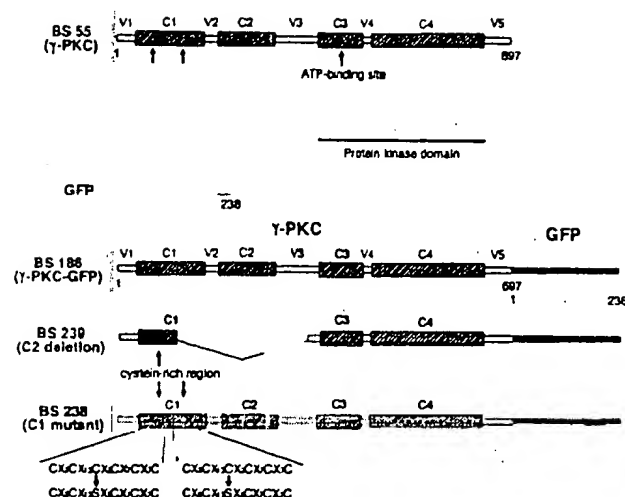 V1 C1 V2 C2 V3 C3 V4 C4 V5
BS 55
(γ-PKC)
1
697
ATP-binding site
Protein kinase domain
GFP
238
γ-PKC
GFP
V1 C1 V2 C2 V3 C3 V4 C4 V5
BS 186
(γ-PKC-GFP)
1
697
1
238
BS 239
(C2 deletion)
C1 C3 C4
cystein-rich region
BS 238
(C1 mutant)
C1 C2 C3 C4